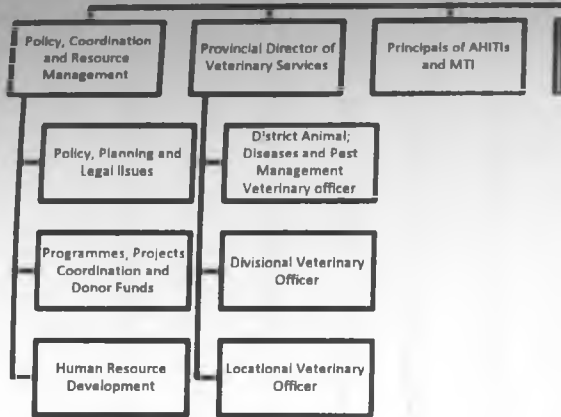 Policy, Coordination
and Resource
Management
Provincial Director of
Veterinary Services
Principals of AHITIs
and MTI
Policy, Planning and
Legal Ilsues
District Animal;
Diseases and Pest
Management
Veterinary officer
Programmes, Projects
Coordination and
Donor Funds
Divisional Veterinary
Officer
Human Resource
Development
Locational Veterinary
Officer